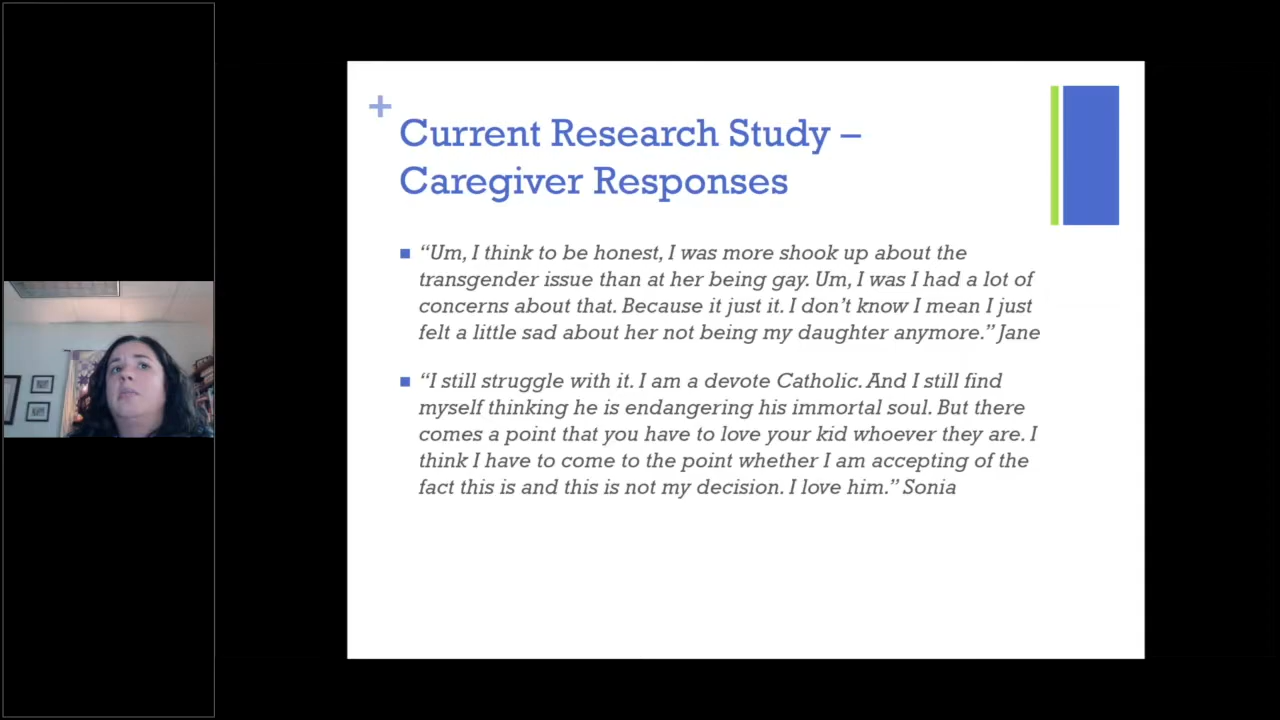 +
Current Research Study –
Caregiver Responses
“Um, I think to be honest, I was more shook up about the
transgender issue than at her being gay. Um, I was I had a lot of
concerns about that. Because it just it. I don’t know I mean I just
felt a little sad about her not being my daughter anymore.” Jane
“I still struggle with it. I am a devote Catholic. And I still find
myself thinking he is endangering his immortal soul. But there
comes a point that you have to love your kid whoever they are. I
think I have to come to the point whether I am accepting of the
fact this is and this is not my decision. I love him.” Sonia